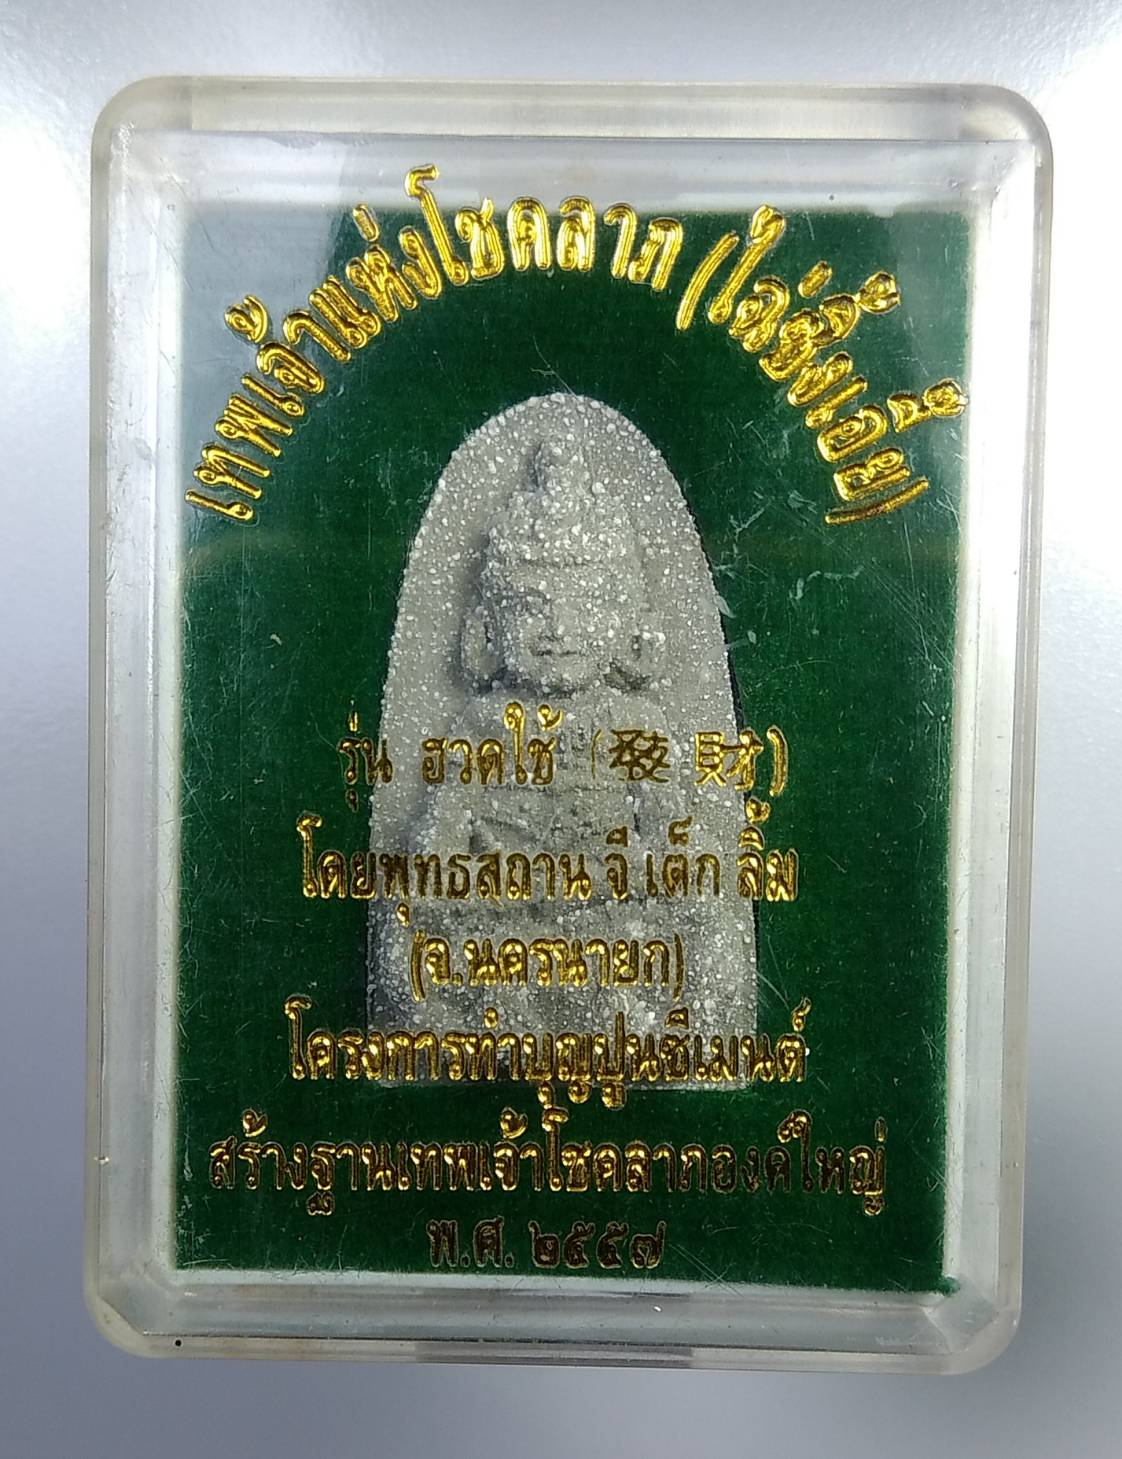 เทพเจ้าแห่งโชคลาภ (ไฉ่ซิ้งเอี้ย)
รุ่น ฮวดใช้ (發 財)
โดยพุทธสถาน จี เต็ก ลิ้ม
(จ.นครนายก)
โครงการทำบุญปูนซีเมนต์
สร้างฐานเทพเจ้าโชคลาภองค์ใหญ่
พ.ศ. ๒๕๕๗